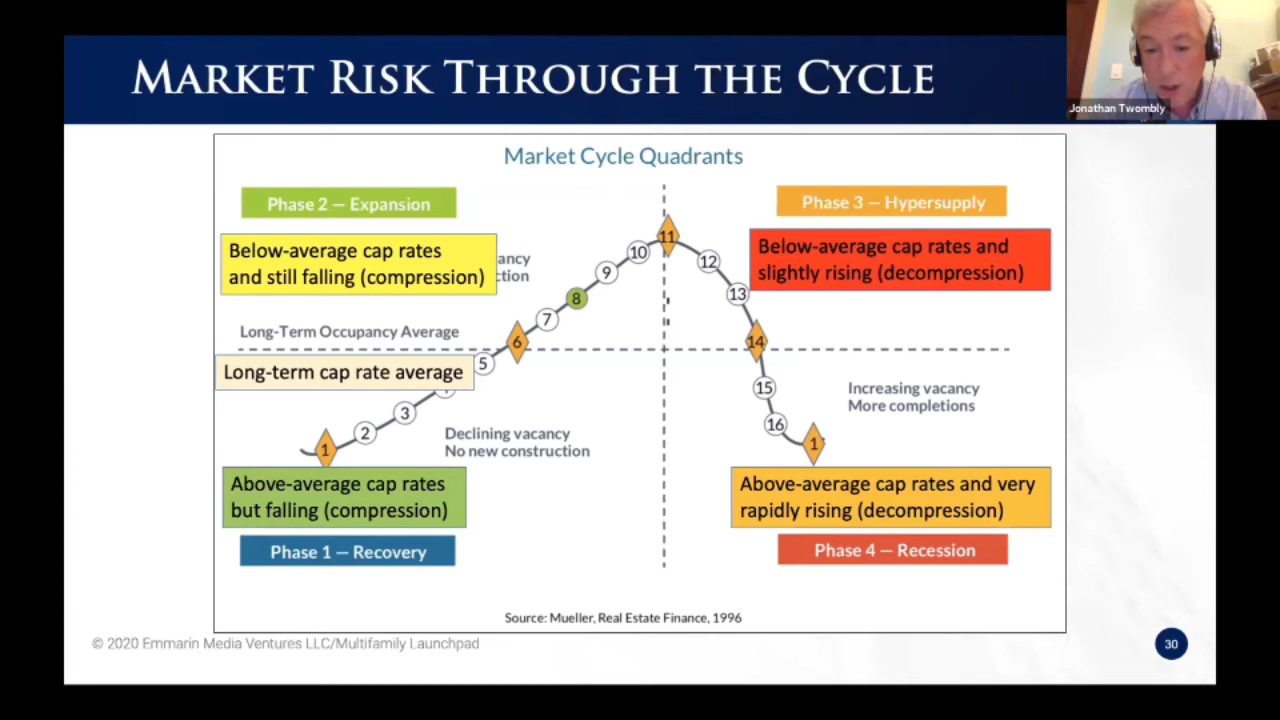 MARKET RISK THROUGH THE CYCLE
Jonathan Twombly
Market Cycle Quadrants
Phase 2 — Expansion
Phase 3 — Hypersupply
Below-average cap rates
and still falling (compression)
Below-average cap rates and
slightly rising (decompression)
11
10
12
9
13
8
7
Long-Term Occupancy Average
6
14
5
Long-term cap rate average
15
Increasing vacancy
More completions
3
2
16
1
1
Declining vacancy
No new construction
Above-average cap rates
but falling (compression)
Above-average cap rates and very
rapidly rising (decompression)
Phase 1 — Recovery
Phase 4 — Recession
Source: Mueller, Real Estate Finance, 1996
© 2020 Emmarin Media Ventures LLC/Multifamily Launchpad
30